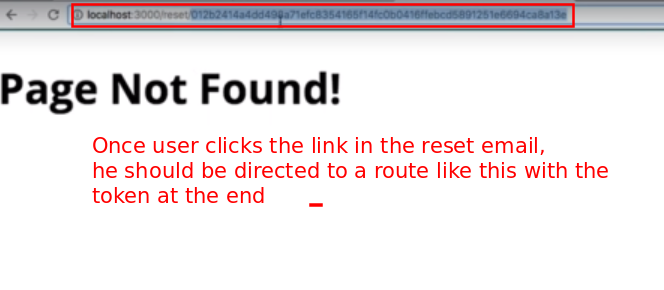 localhost:3000/reset/
Page Not Found!
Once user clicks the link in the reset email,
he should be directed to a route like this with the
token at the end